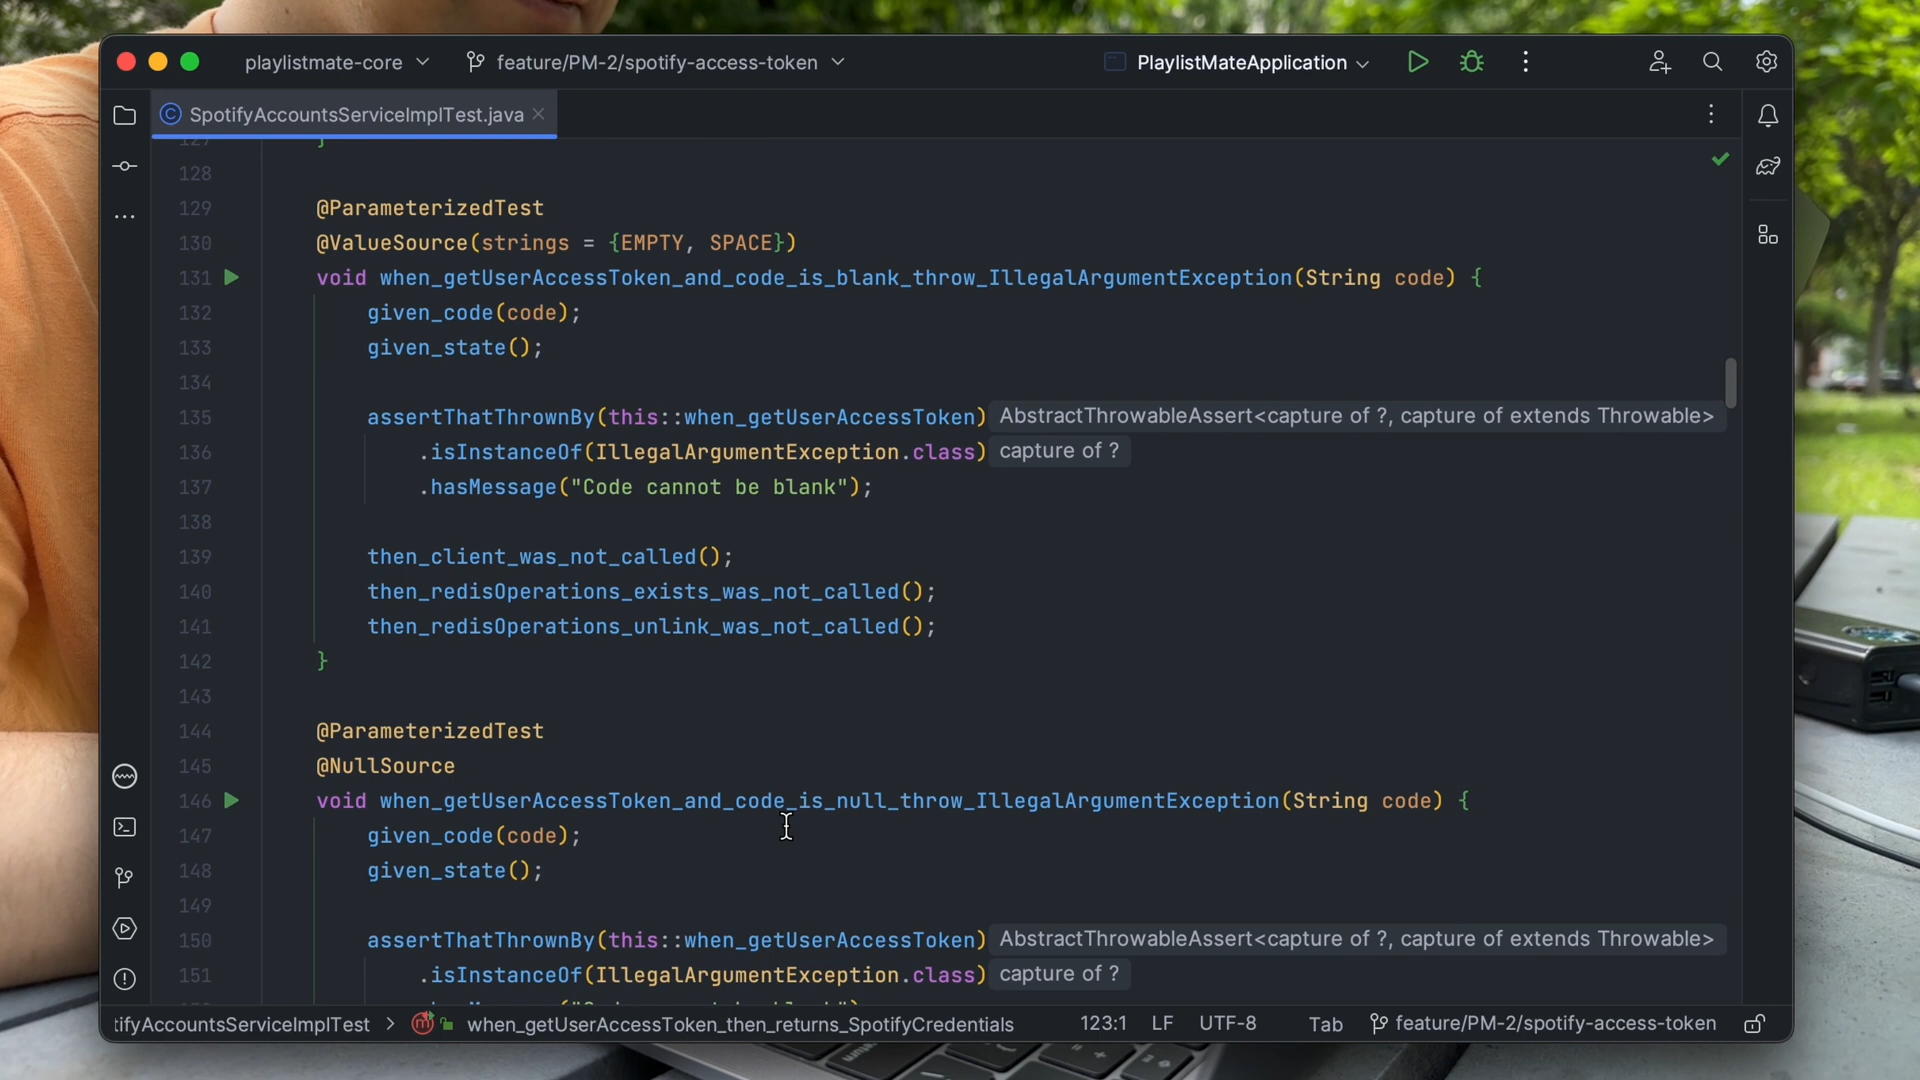 playlistmate-core
feature/PM-2/spotify-access-token
PlaylistMateApplication
SpotifyAccountsServiceImplTest.java
127 }
128
129 @ParameterizedTest
130 @ValueSource(strings = {EMPTY, SPACE})
131 void when_getUserAccessToken_and_code_is_blank_throw_IllegalArgumentException(String code) {
132 given_code(code);
133 given_state();
134
135 assertThatThrownBy(this::when_getUserAccessToken) AbstractThrowableAssert<capture of ?, capture of extends Throwable>
136 .isInstanceOf(IllegalArgumentException.class) capture of ?
137 .hasMessage("Code cannot be blank");
138
139 then_client_was_not_called();
140 then_redisOperations_exists_was_not_called();
141 then_redisOperations_unlink_was_not_called();
142 }
143
144 @ParameterizedTest
145 @NullSource
146 void when_getUserAccessToken_and_code_is_null_throw_IllegalArgumentException(String code) {
147 given_code(code);
148 given_state();
149
150 assertThatThrownBy(this::when_getUserAccessToken) AbstractThrowableAssert<capture of ?, capture of extends Throwable>
151 .isInstanceOf(IllegalArgumentException.class) capture of ?
tifyAccountsServiceImplTest > when_getUserAccessToken_then_returns_SpotifyCredentials 123:1 LF UTF-8 Tab feature/PM-2/spotify-access-token